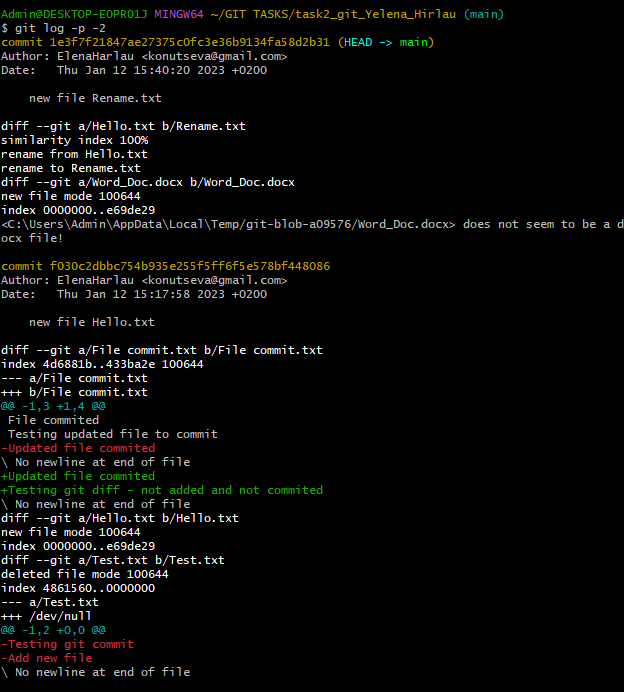 Admin@DESKTOP-EOPRO1J MINGW64 ~/GIT TASKS/task2_git_Yelena_Hirlau (main)
$ git log -p -2
commit 1e3f7f21847ae27375c0fc3e36b9134fa58d2b31 (HEAD -> main)
Author: ElenaHarlau <konutseva@gmail.com>
Date:   Thu Jan 12 15:40:20 2023 +0200

    new file Rename.txt

diff --git a/Hello.txt b/Rename.txt
similarity index 100%
rename from Hello.txt
rename to Rename.txt
diff --git a/Word_Doc.docx b/Word_Doc.docx
new file mode 100644
index 0000000..e69de29
<C:\Users\Admin\AppData\Local\Temp/git-blob-a09576/Word_Doc.docx> does not seem to be a d
ocx file!

commit f030c2dbbc754b935e255f5ff6f5e578bf448086
Author: ElenaHarlau <konutseva@gmail.com>
Date:   Thu Jan 12 15:17:58 2023 +0200

    new file Hello.txt

diff --git a/File commit.txt b/File commit.txt
index 4d6881b..433ba2e 100644
--- a/File commit.txt
+++ b/File commit.txt
@@ -1,3 +1,4 @@
 File commited
 Testing updated file to commit
-Updated file commited
\ No newline at end of file
+Updated file commited
+Testing git diff - not added and not commited
\ No newline at end of file
diff --git a/Hello.txt b/Hello.txt
new file mode 100644
index 0000000..e69de29
diff --git a/Test.txt b/Test.txt
deleted file mode 100644
index 4861560..0000000
--- a/Test.txt
+++ /dev/null
@@ -1,2 +0,0 @@
-Testing git commit
-Add new file
\ No newline at end of file